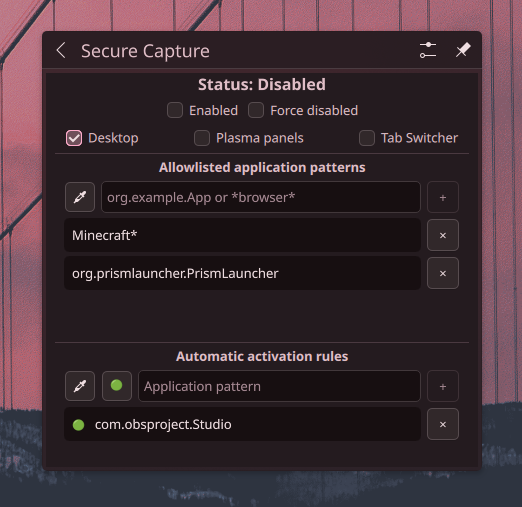 Secure Capture
Status: Disabled
Enabled Force disabled
Desktop Plasma panels Tab Switcher
Allowlisted application patterns
org.example.App or *browser* +
Minecraft* ×
org.prismlauncher.PrismLauncher ×
Automatic activation rules
Application pattern +
com.obsproject.Studio ×